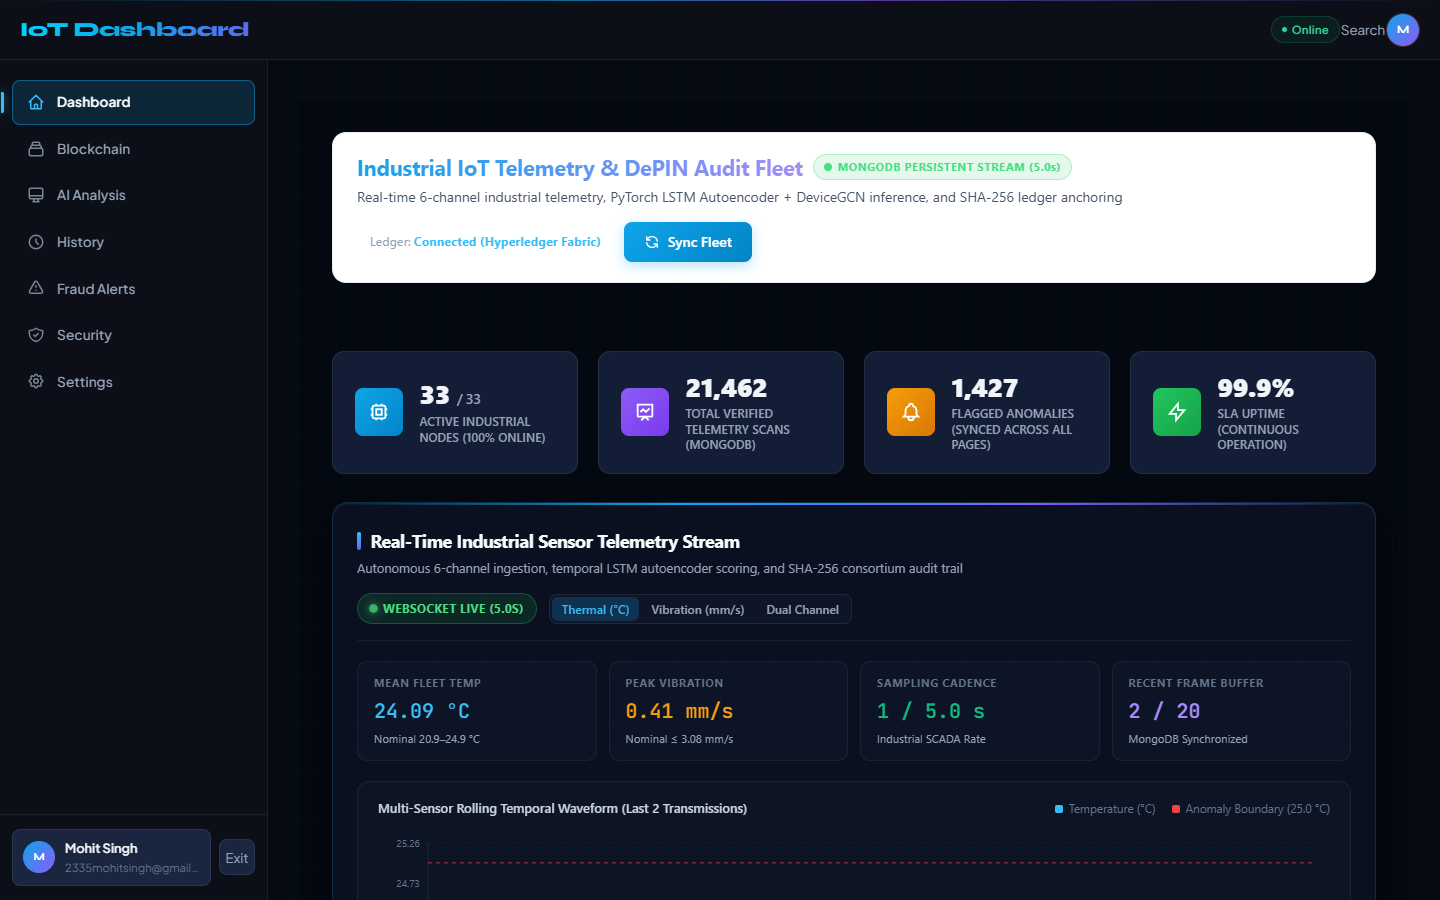 IoT Dashboard
Online
Search
M
Dashboard
Blockchain
AI Analysis
History
Fraud Alerts
Security
Settings
M
Mohit Singh
2335mohitsingh@gmail...
Exit
Industrial IoT Telemetry & DePIN Audit Fleet
MONGODB PERSISTENT STREAM (5.0s)
Real-time 6-channel industrial telemetry, PyTorch LSTM Autoencoder + DeviceGCN inference, and SHA-256 ledger anchoring
Ledger: Connected (Hyperledger Fabric)
Sync Fleet
33 / 33
ACTIVE INDUSTRIAL
NODES (100% ONLINE)
21,462
TOTAL VERIFIED
TELEMETRY SCANS
(MONGODB)
1,427
FLAGGED ANOMALIES
(SYNCED ACROSS ALL
PAGES)
99.9%
SLA UPTIME
(CONTINUOUS
OPERATION)
Real-Time Industrial Sensor Telemetry Stream
Autonomous 6-channel ingestion, temporal LSTM autoencoder scoring, and SHA-256 consortium audit trail
WEBSOCKET LIVE (5.0S)
Thermal (°C)
Vibration (mm/s)
Dual Channel
MEAN FLEET TEMP
24.09 °C
Nominal 20.9–24.9 °C
PEAK VIBRATION
0.41 mm/s
Nominal ≤ 3.08 mm/s
SAMPLING CADENCE
1 / 5.0 s
Industrial SCADA Rate
RECENT FRAME BUFFER
2 / 20
MongoDB Synchronized
Multi-Sensor Rolling Temporal Waveform (Last 2 Transmissions)
Temperature (°C)
Anomaly Boundary (25.0 °C)
25.26
24.73